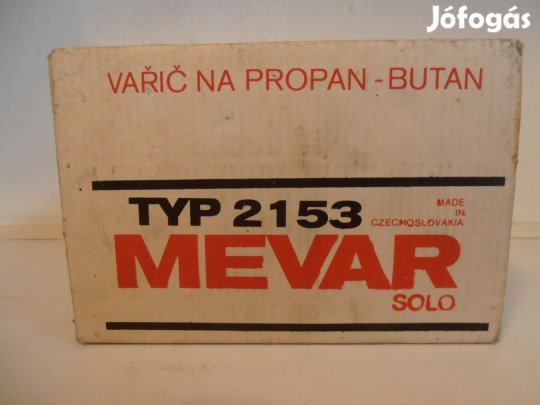 Jófogás
VAŘIČ NA PROPAN - BUTAN
TYP 2153
MADE
IN
CZECHOSLOVAKIA
MEVAR
SOLO